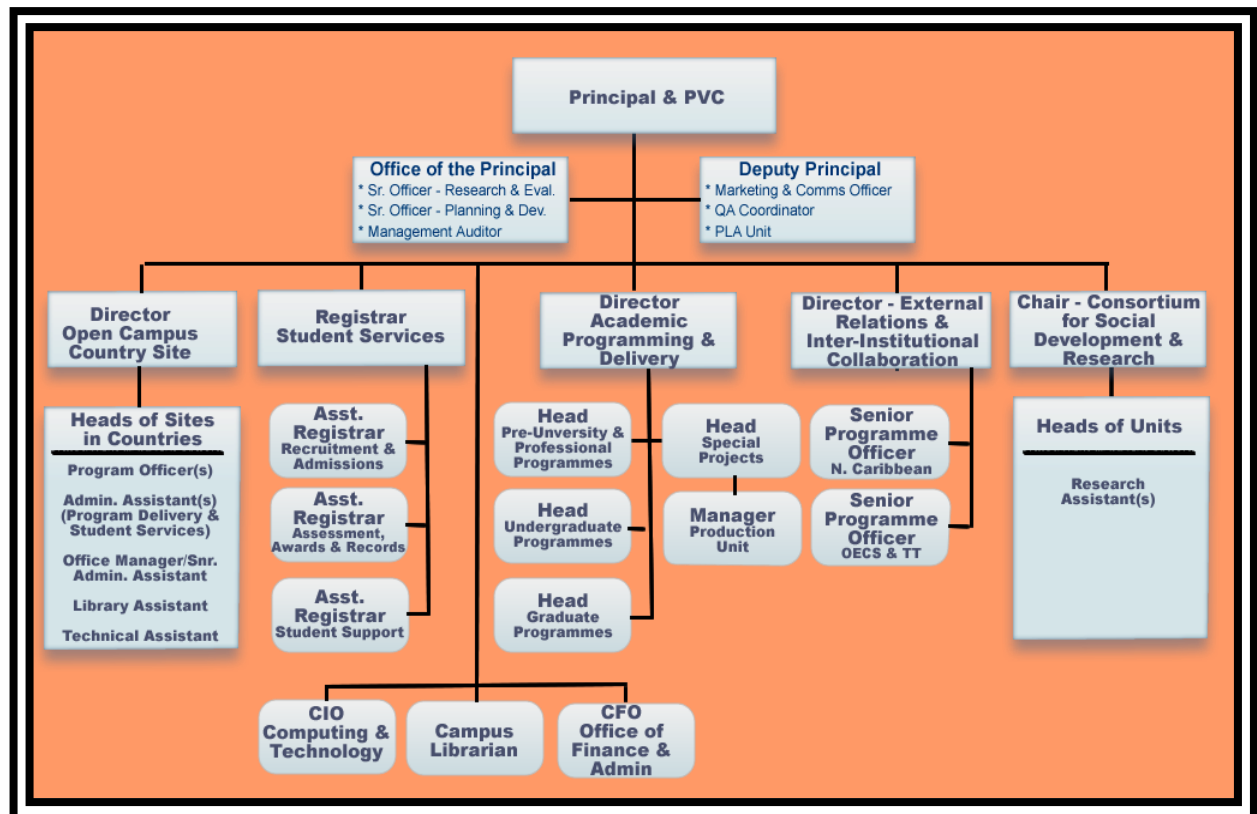 Principal & PVC
Office of the Principal
* Sr. Officer - Research & Eval.
* Sr. Officer - Planning & Dev.
* Management Auditor
Deputy Principal
* Marketing & Comms Officer
* QA Coordinator
* PLA Unit
Director
Open Campus
Country Site
Registrar
Student Services
Director
Academic
Programming &
Delivery
Director - External
Relations &
Inter-Institutional
Collaboration
Chair - Consortium
for Social
Development &
Research
Heads of Sites
in Countries
Program Officer(s)
Admin. Assistant(s)
(Program Delivery &
Student Services)
Office Manager/Snr.
Admin. Assistant
Library Assistant
Technical Assistant
Asst.
Registrar
Recruitment &
Admissions
Asst.
Registrar
Assessment,
Awards & Records
Asst.
Registrar
Student Support
Head
Pre-Unversity &
Professional
Programmes
Head
Undergraduate
Programmes
Head
Graduate
Programmes
Head
Special
Projects
Manager
Production
Unit
Senior
Programme
Officer
N. Caribbean
Senior
Programme
Officer
OECS & TT
Heads of Units
Research
Assistant(s)
CIO
Computing &
Technology
Campus
Librarian
CFO
Office of
Finance &
Admin